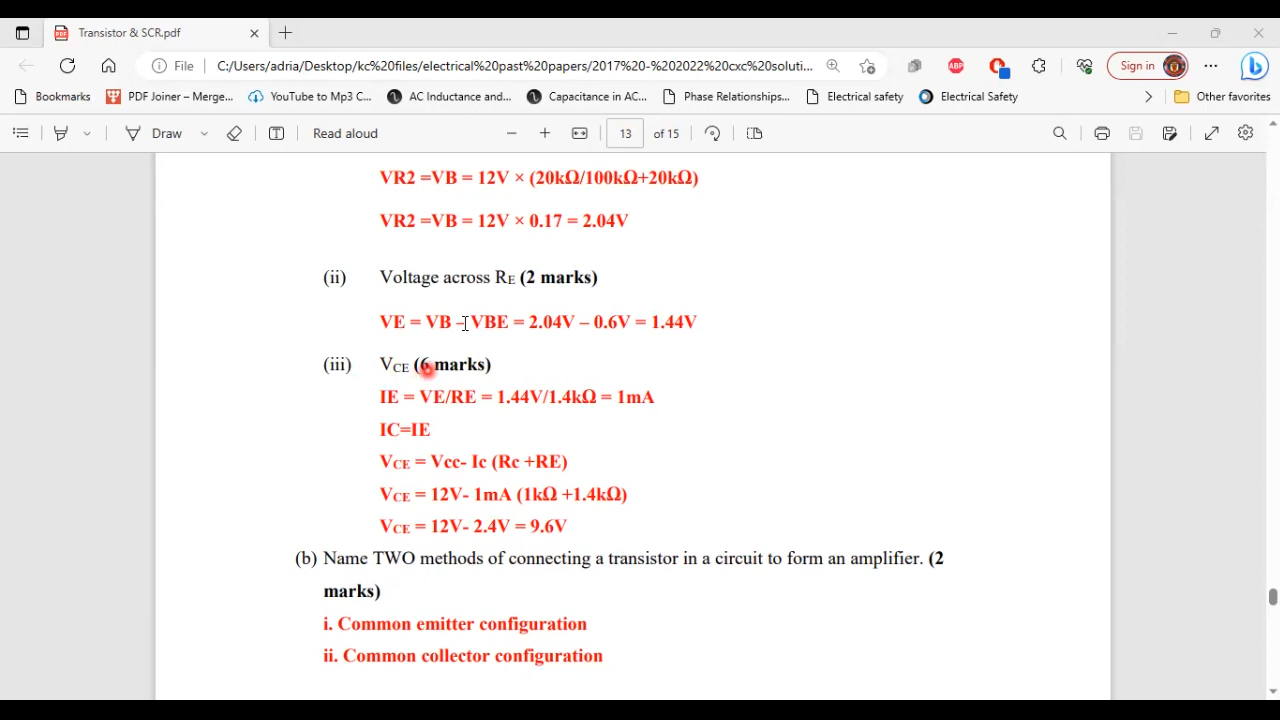 Transistor & SCR.pdf
File
C:/Users/adria/Desktop/kc%20files/electrical%20past%20papers/2017%20-%202022%20cxc%20soluti...
ABP
Sign in
Bookmarks
PDF Joiner – Merge...
YouTube to Mp3 C...
AC Inductance and...
Capacitance in AC...
Phase Relationships...
Electrical safety
Electrical Safety
Other favorites
Draw
Read aloud
13 of 15
VR2 =VB = 12V × (20kΩ/100kΩ+20kΩ)
VR2 =VB = 12V × 0.17 = 2.04V
(ii) Voltage across RE (2 marks)
VE = VB – VBE = 2.04V – 0.6V = 1.44V
(iii) VCE (6 marks)
IE = VE/RE = 1.44V/1.4kΩ = 1mA
IC=IE
VCE = Vcc- Ic (Rc +RE)
VCE = 12V- 1mA (1kΩ +1.4kΩ)
VCE = 12V- 2.4V = 9.6V
(b) Name TWO methods of connecting a transistor in a circuit to form an amplifier. (2
marks)
i. Common emitter configuration
ii. Common collector configuration